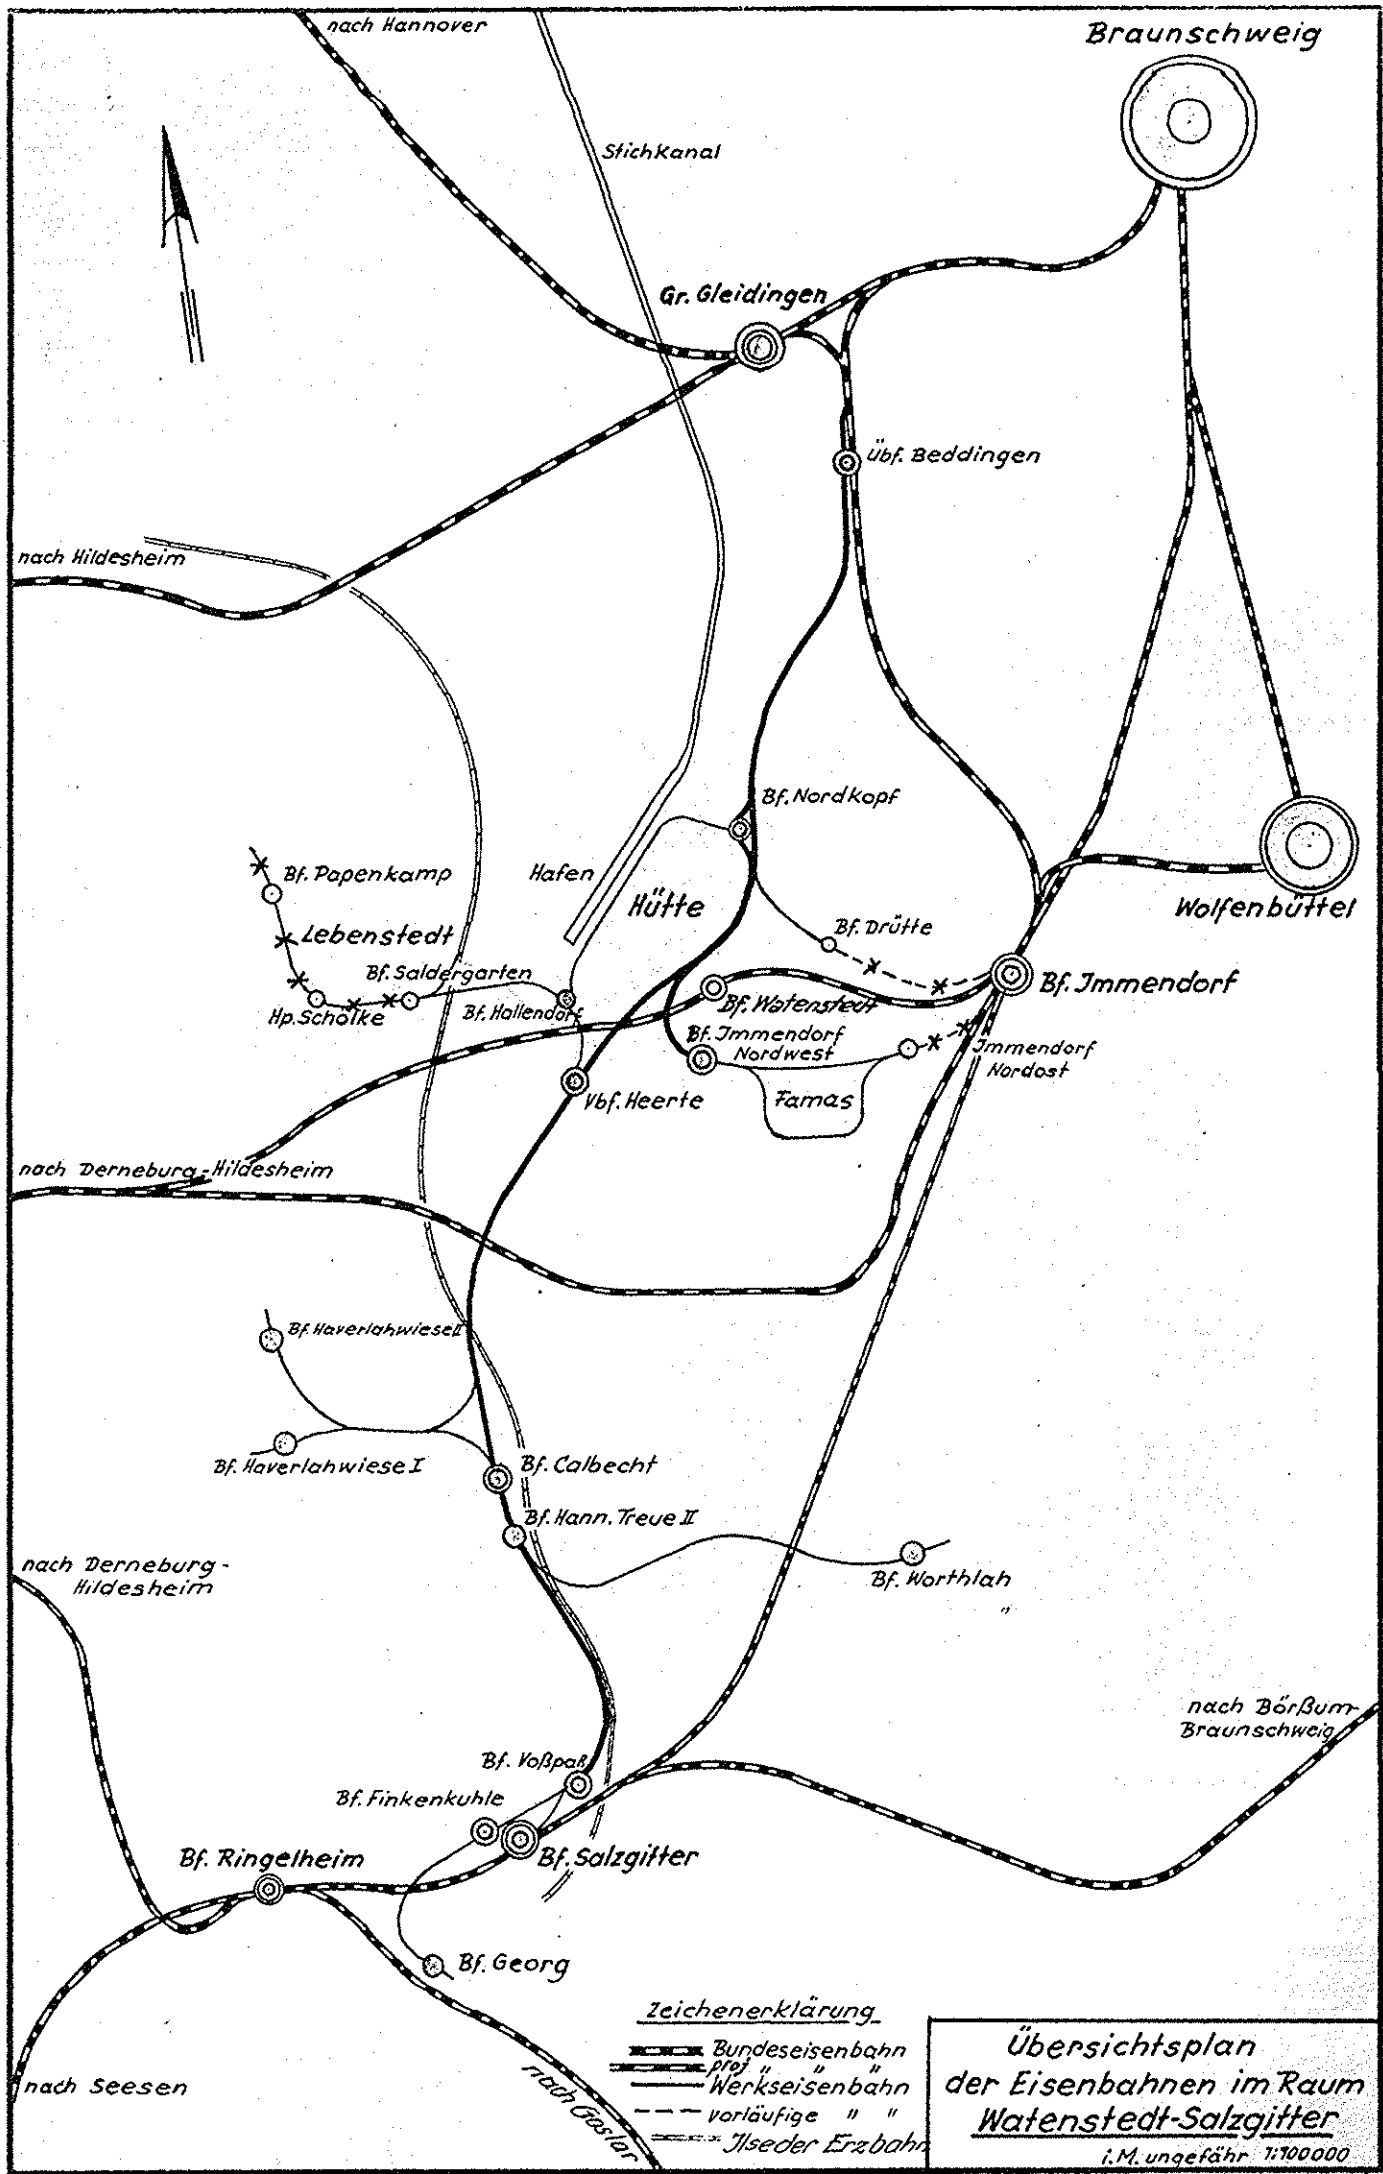 nach Hannover
Braunschweig
Stichkanal
Gr. Gleidingen
Übf. Beddingen
nach Hildesheim
Bf. Nordkopf
Bf. Papenkamp
Hafen
Hütte
Wolfenbüttel
Lebenstedt
Bf. Drütte
Bf. Saldergarten
Bf. Immendorf
Hp. Schölke
Bf. Hallendorf
Bf. Watenstedt
Bf. Immendorf
Nordwest
Immendorf
Nordost
Vbf. Heerte
Famas
nach Derneburg-Hildesheim
Bf. Haverlahwiese II
Bf. Haverlahwiese I
Bf. Calbecht
Bf. Hann. Treue II
nach Derneburg-
Hildesheim
Bf. Worthlah
nach Börßum-
Braunschweig
Bf. Voßpaß
Bf. Finkenkuhle
Bf. Ringelheim
Bf. Salzgitter
Bf. Georg
nach Seesen
nach Goslar
Zeichenerklärung
Bundeseisenbahn
proj. " " "
Werkseisenbahn
vorläufige " "
Ilseder Erzbahn
Übersichtsplan
der Eisenbahnen im Raum
Watenstedt-Salzgitter
i.M. ungefähr 1:100000